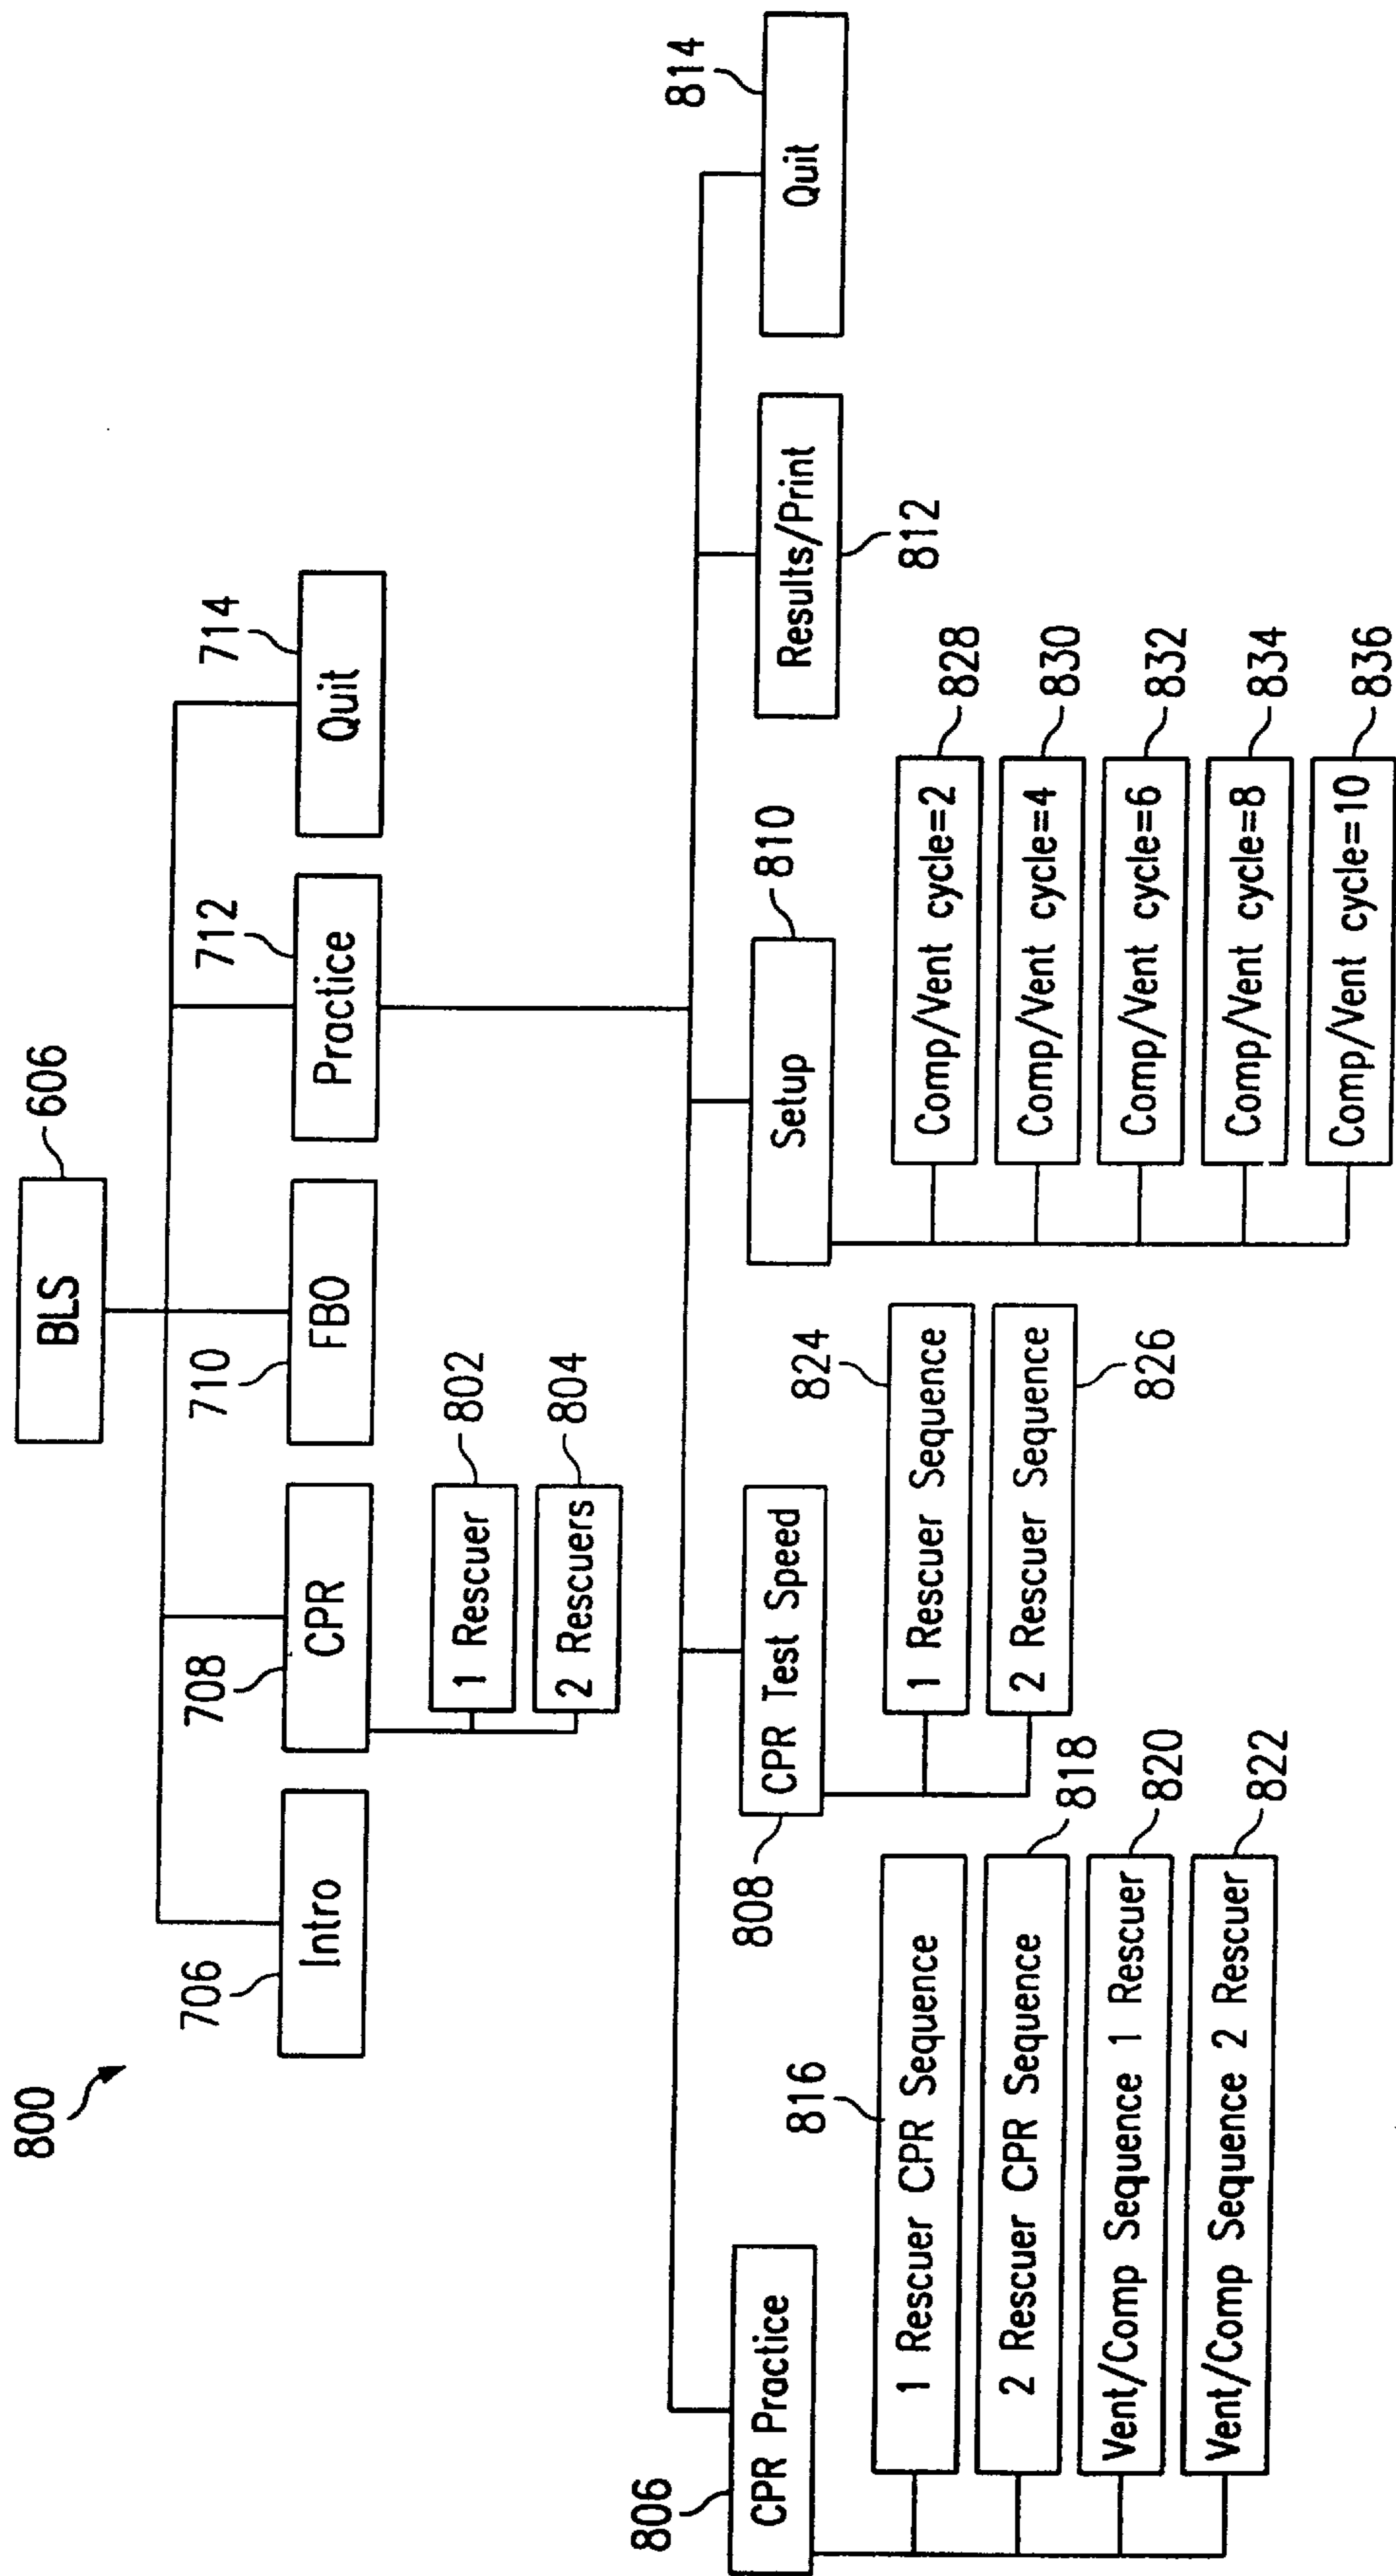 800
BLS
606
706
Intro
708
CPR
710
FBO
712
Practice
714
Quit
1 Rescuer
802
2 Rescuers
804
806
CPR Practice
808
CPR Test Speed
Setup
810
Results/Print
812
Quit
814
816
1 Rescuer CPR Sequence
2 Rescuer CPR Sequence
818
Vent/Comp Sequence 1 Rescuer
820
Vent/Comp Sequence 2 Rescuer
822
1 Rescuer Sequence
824
2 Rescuer Sequence
826
Comp/Vent cycle=2
828
Comp/Vent cycle=4
830
Comp/Vent cycle=6
832
Comp/Vent cycle=8
834
Comp/Vent cycle=10
836